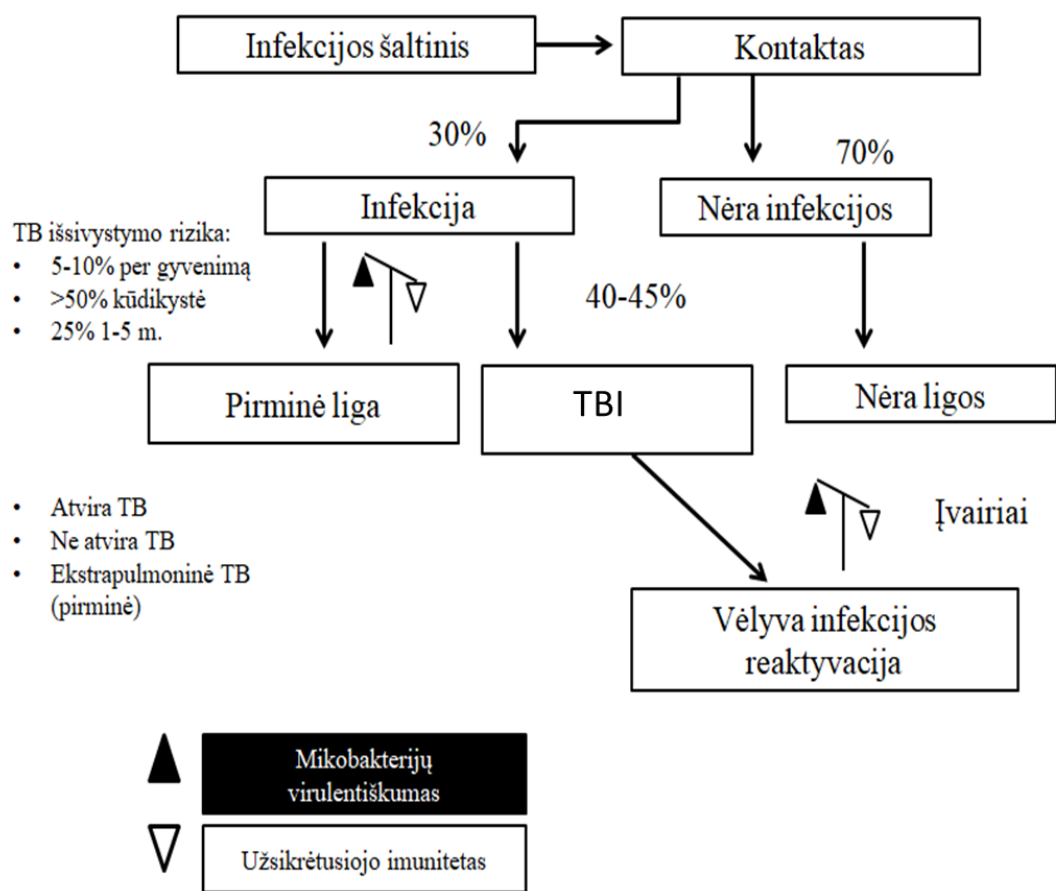 Infekcijos šaltinis
Kontaktas
30%
70%
Infekcija
Nėra infekcijos
TB išsivystymo rizika:
• 5-10% per gyvenimą
• >50% kūdikystė
• 25% 1-5 m.
40-45%
Pirminė liga
TBI
Nėra ligos
• Atvira TB
• Ne atvira TB
• Ekstrapulmoninė TB
(pirminė)
Įvairiai
Vėlyva infekcijos
reaktyvacija
Mikobakterijų
virulentiškumas
Užsikrėtusiojo imunitetas